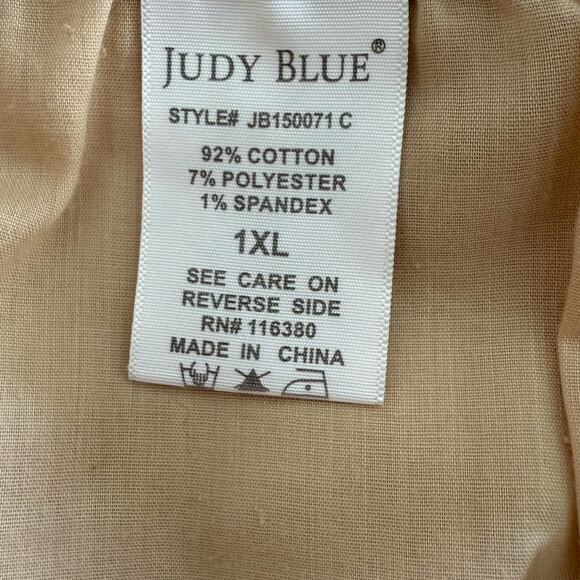 JUDY BLUE®
STYLE# JB150071 C
92% COTTON
7% POLYESTER
1% SPANDEX
1XL
SEE CARE ON
REVERSE SIDE
RN# 116380
MADE IN CHINA